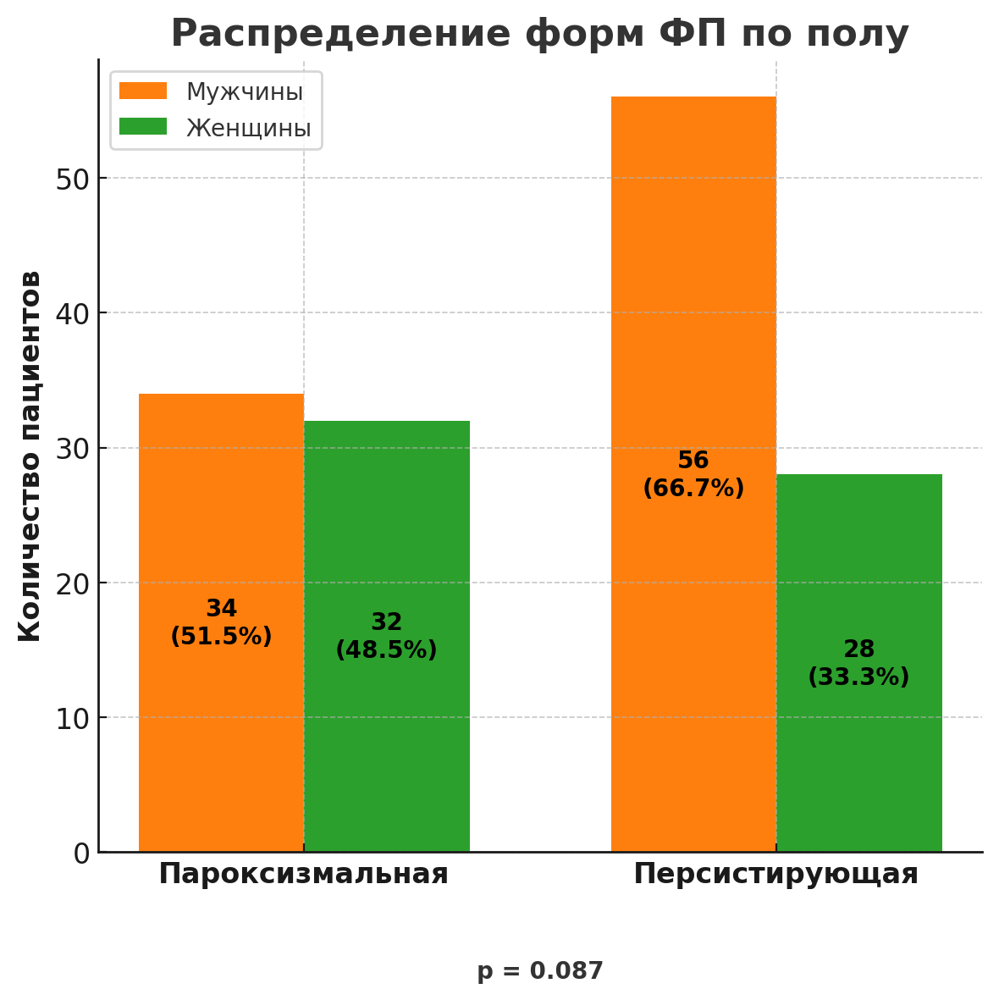 Распределение форм ФП по полу
Мужчины
Женщины
Количество пациентов
50
40
30
20
10
0
34
(51.5%)
32
(48.5%)
56
(66.7%)
28
(33.3%)
Пароксизмальная
Персистирующая
p = 0.087